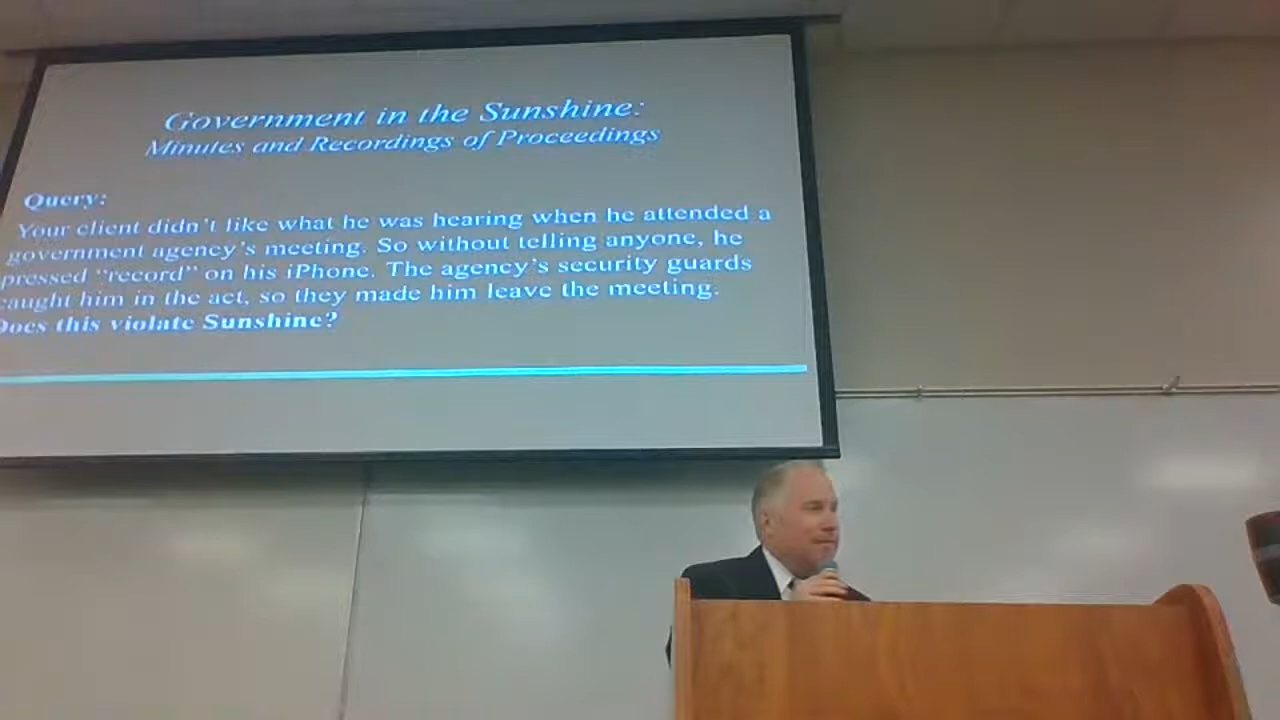 Government in the Sunshine:
Minutes and Recordings of Proceedings
Query:
Your client didn't like what he was hearing when he attended a
government agency's meeting. So without telling anyone, he
pressed "record" on his iPhone. The agency's security guards
caught him in the act, so they made him leave the meeting.
Does this violate Sunshine?